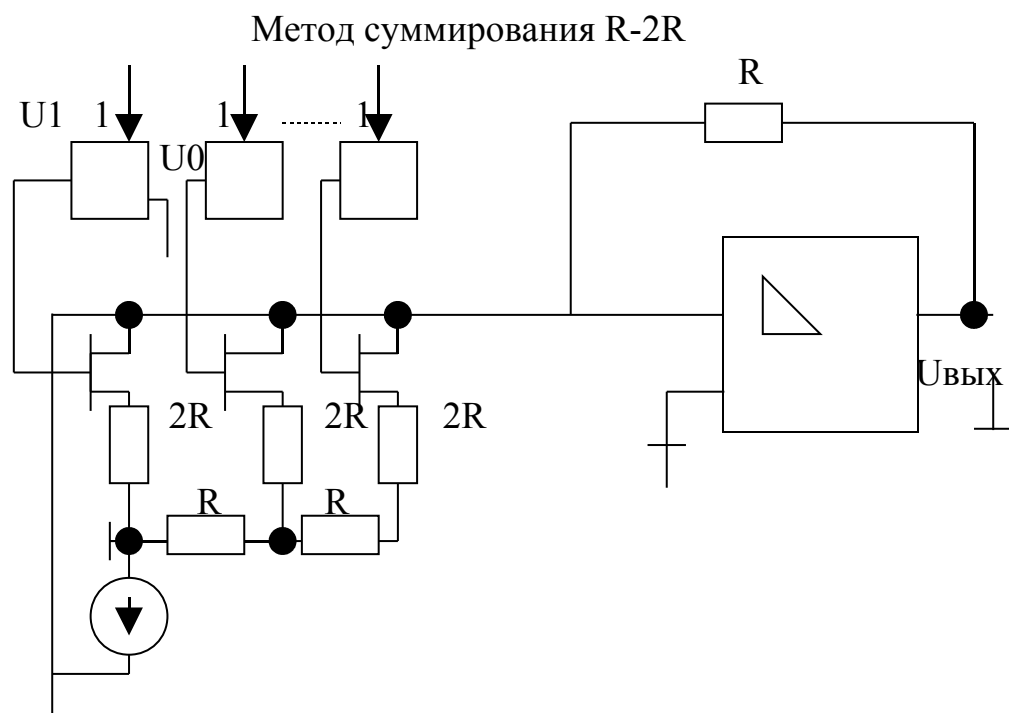 Метод суммирования R-2R
R
U1 1 1 1
U0
Uвых
2R 2R 2R
R R